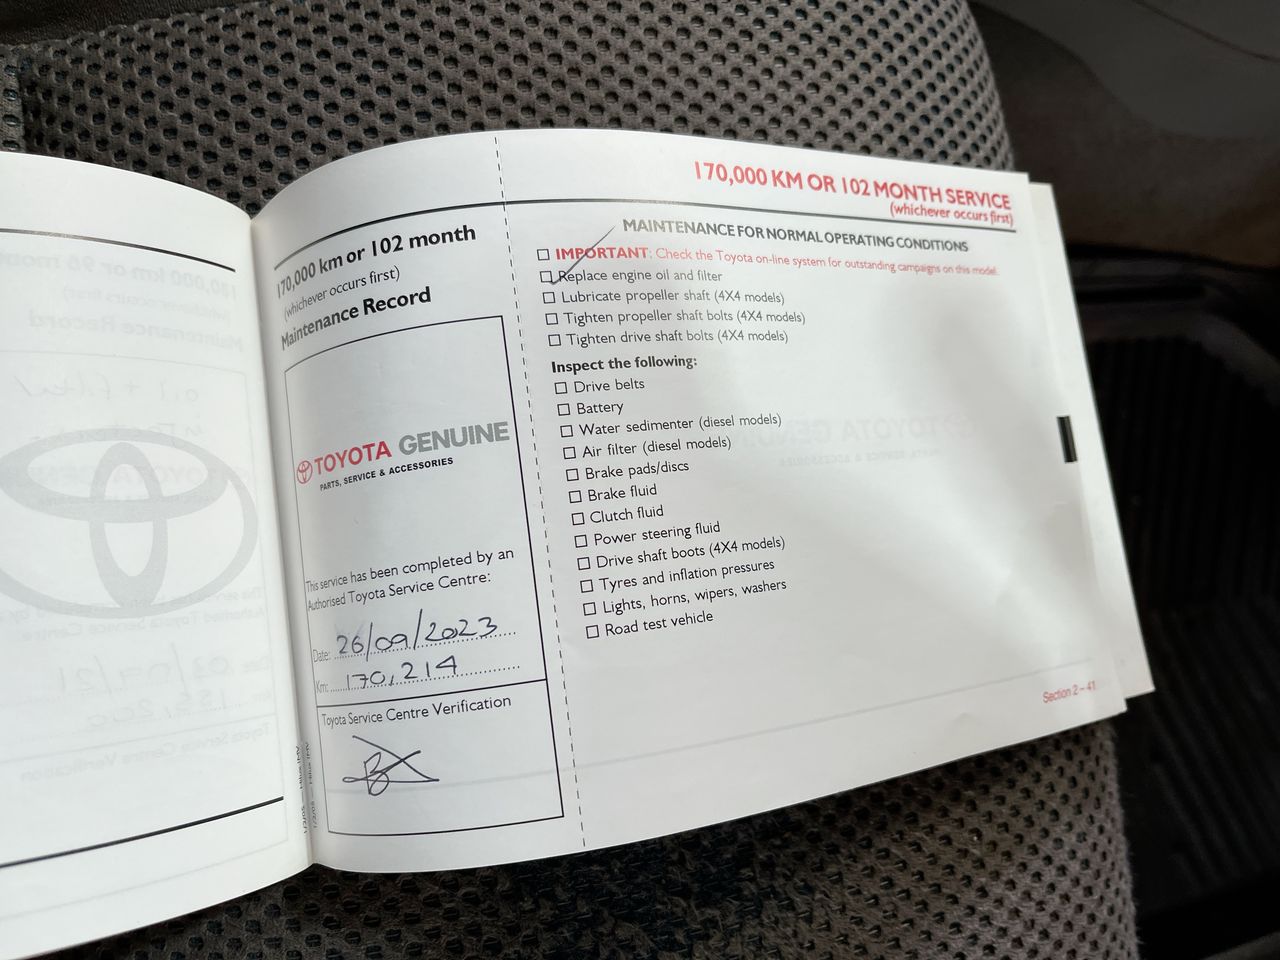 170,000 km or 102 month
(whichever occurs first)
Maintenance Record
TOYOTA GENUINE
PARTS, SERVICE & ACCESSORIES
This service has been completed by an
Authorised Toyota Service Centre:
Date: 26/09/2023
Km: 170,214
Toyota Service Centre Verification
170,000 KM OR 102 MONTH SERVICE
(whichever occurs first)
MAINTENANCE FOR NORMAL OPERATING CONDITIONS
IMPORTANT: Check the Toyota on-line system for outstanding campaigns on this model.
Replace engine oil and filter
Lubricate propeller shaft (4X4 models)
Tighten propeller shaft bolts (4X4 models)
Tighten drive shaft bolts (4X4 models)
Inspect the following:
Drive belts
Battery
Water sedimenter (diesel models)
Air filter (diesel models)
Brake pads/discs
Brake fluid
Clutch fluid
Power steering fluid
Drive shaft boots (4X4 models)
Tyres and inflation pressures
Lights, horns, wipers, washers
Road test vehicle
Section 2 – 41